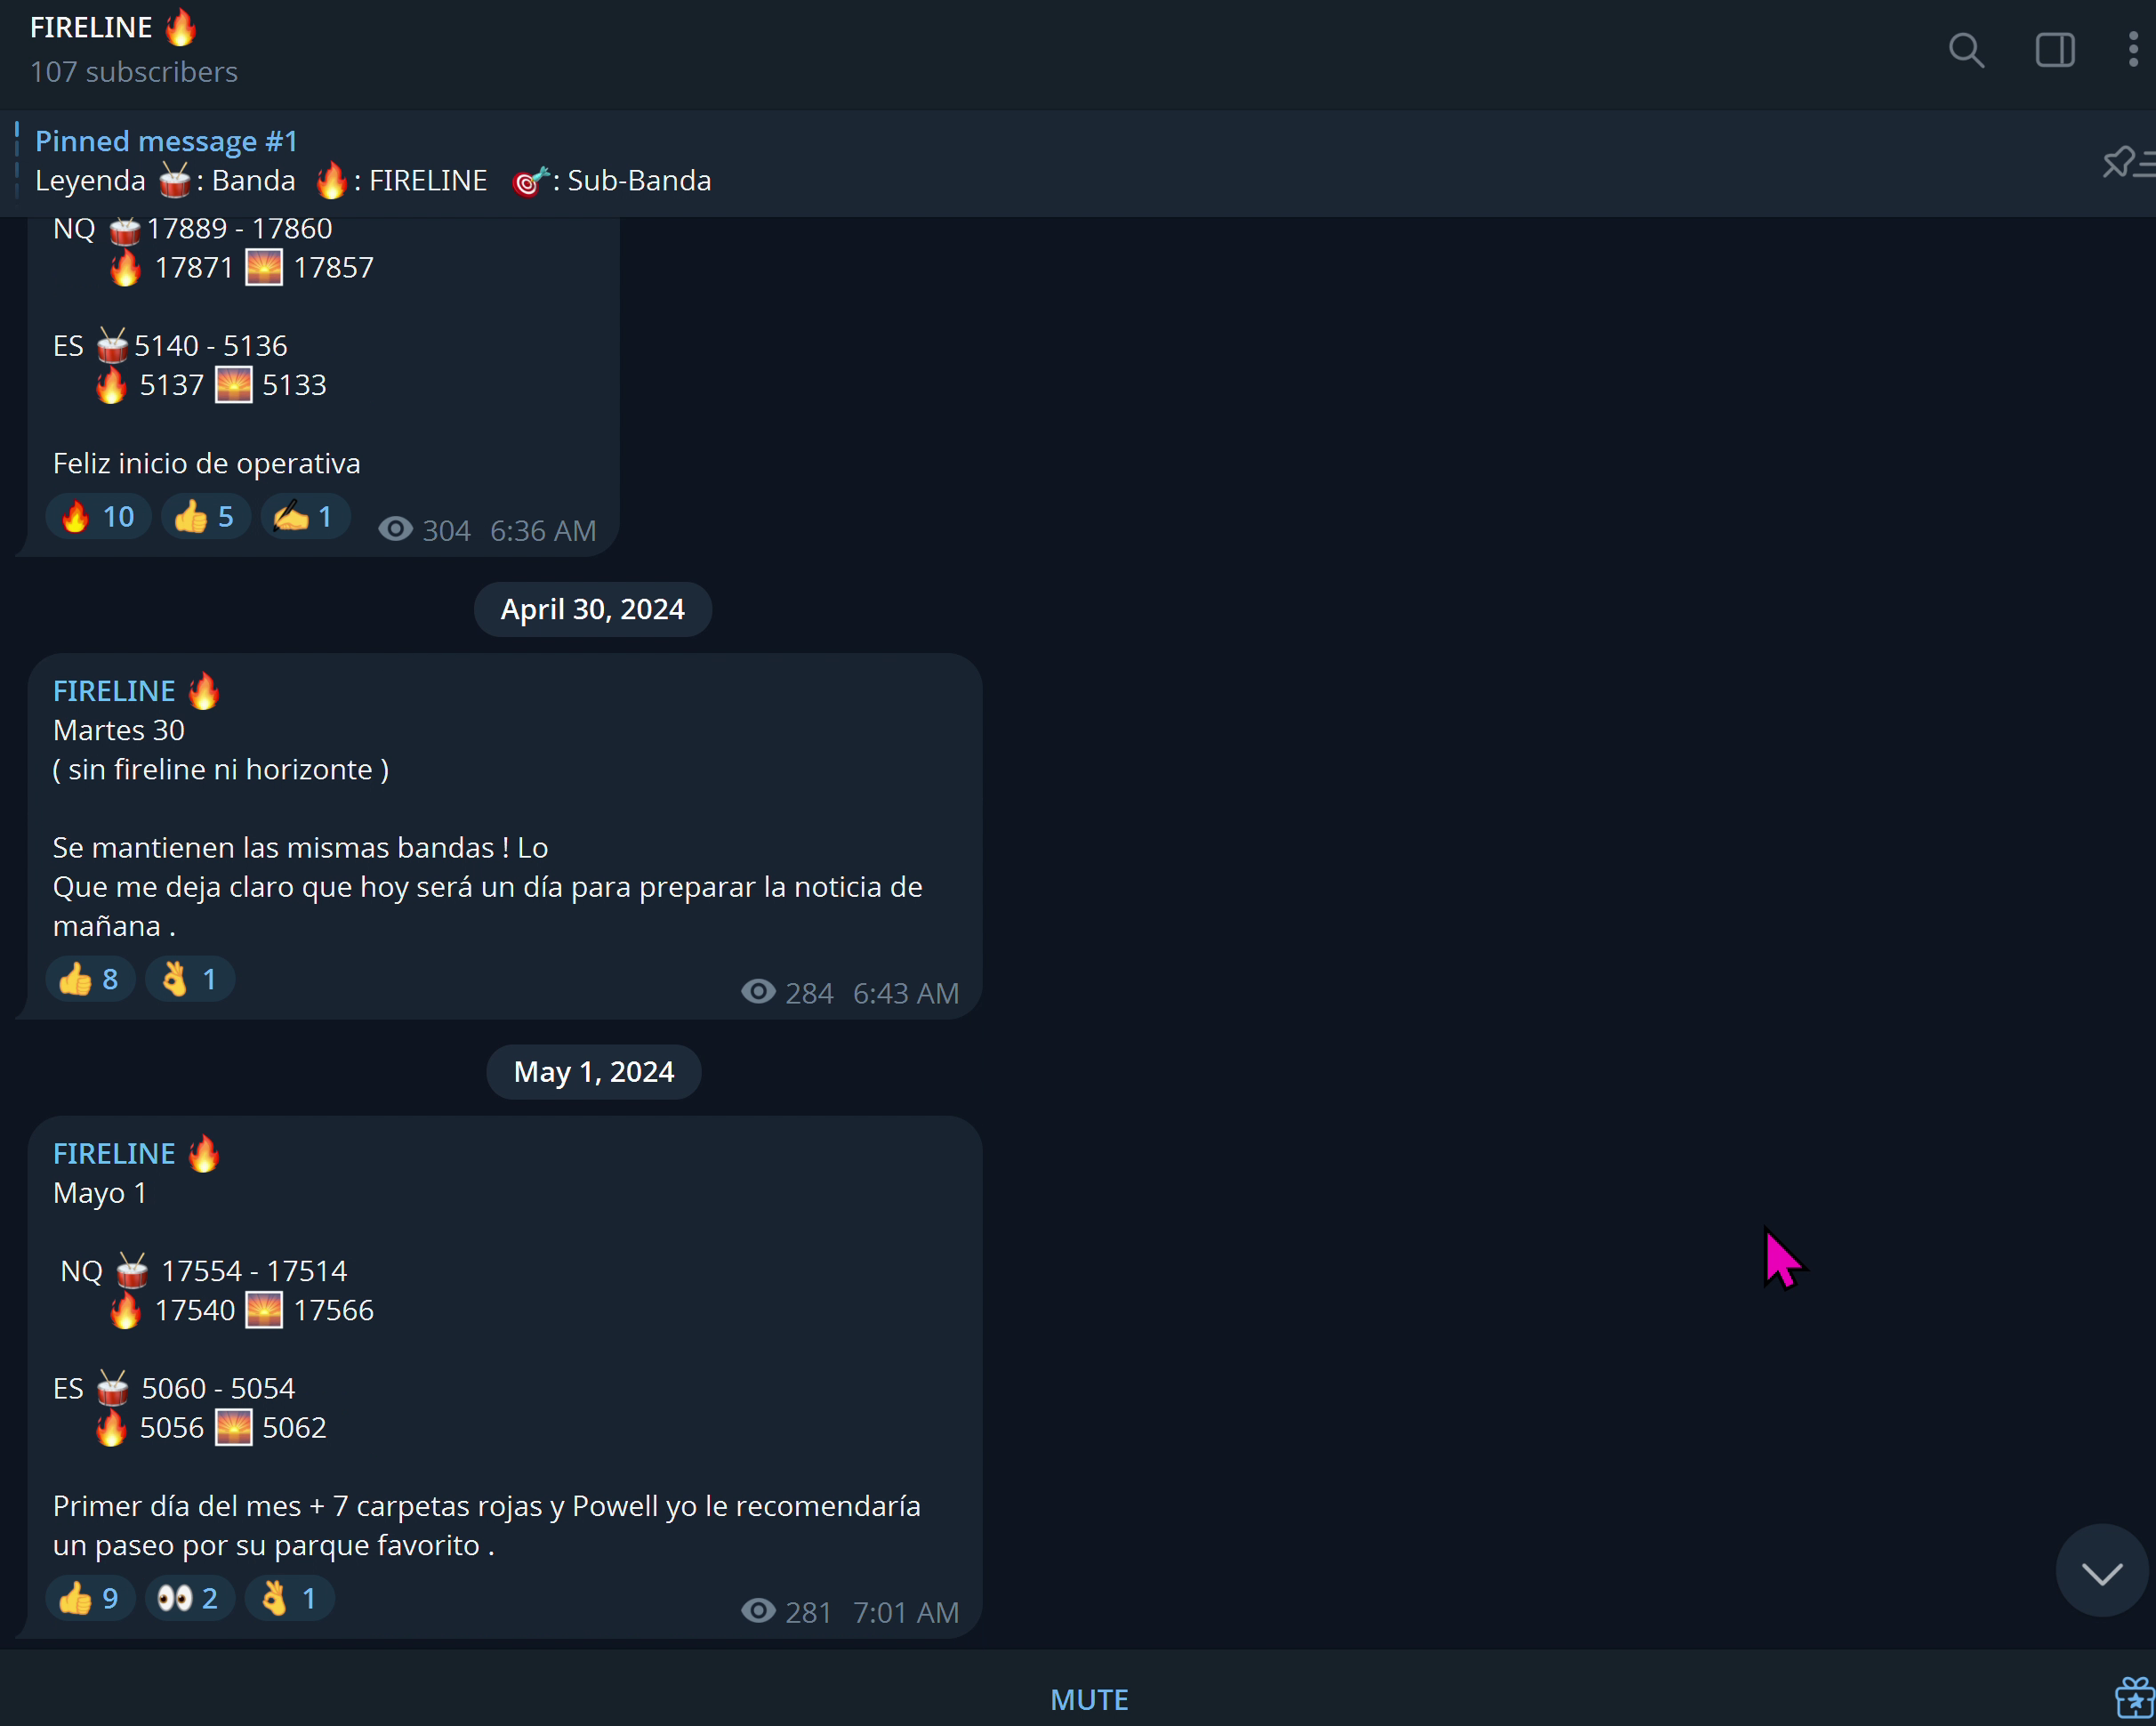 FIRELINE 🔥
107 subscribers
Pinned message #1
Leyenda 🥁: Banda 🔥: FIRELINE 🎯: Sub-Banda
NQ 🥁17889 - 17860
🔥 17871 🌅 17857
ES 🥁5140 - 5136
🔥 5137 🌅 5133
Feliz inicio de operativa
🔥 10 👍 5 ✍️ 1 304 6:36 AM
April 30, 2024
FIRELINE 🔥
Martes 30
( sin fireline ni horizonte )
Se mantienen las mismas bandas ! Lo
Que me deja claro que hoy será un día para preparar la noticia de
mañana .
👍 8 👌 1 284 6:43 AM
May 1, 2024
FIRELINE 🔥
Mayo 1
NQ 🥁 17554 - 17514
🔥 17540 🌅 17566
ES 🥁 5060 - 5054
🔥 5056 🌅 5062
Primer día del mes + 7 carpetas rojas y Powell yo le recomendaría
un paseo por su parque favorito .
👍 9 👀 2 👌 1 281 7:01 AM
MUTE